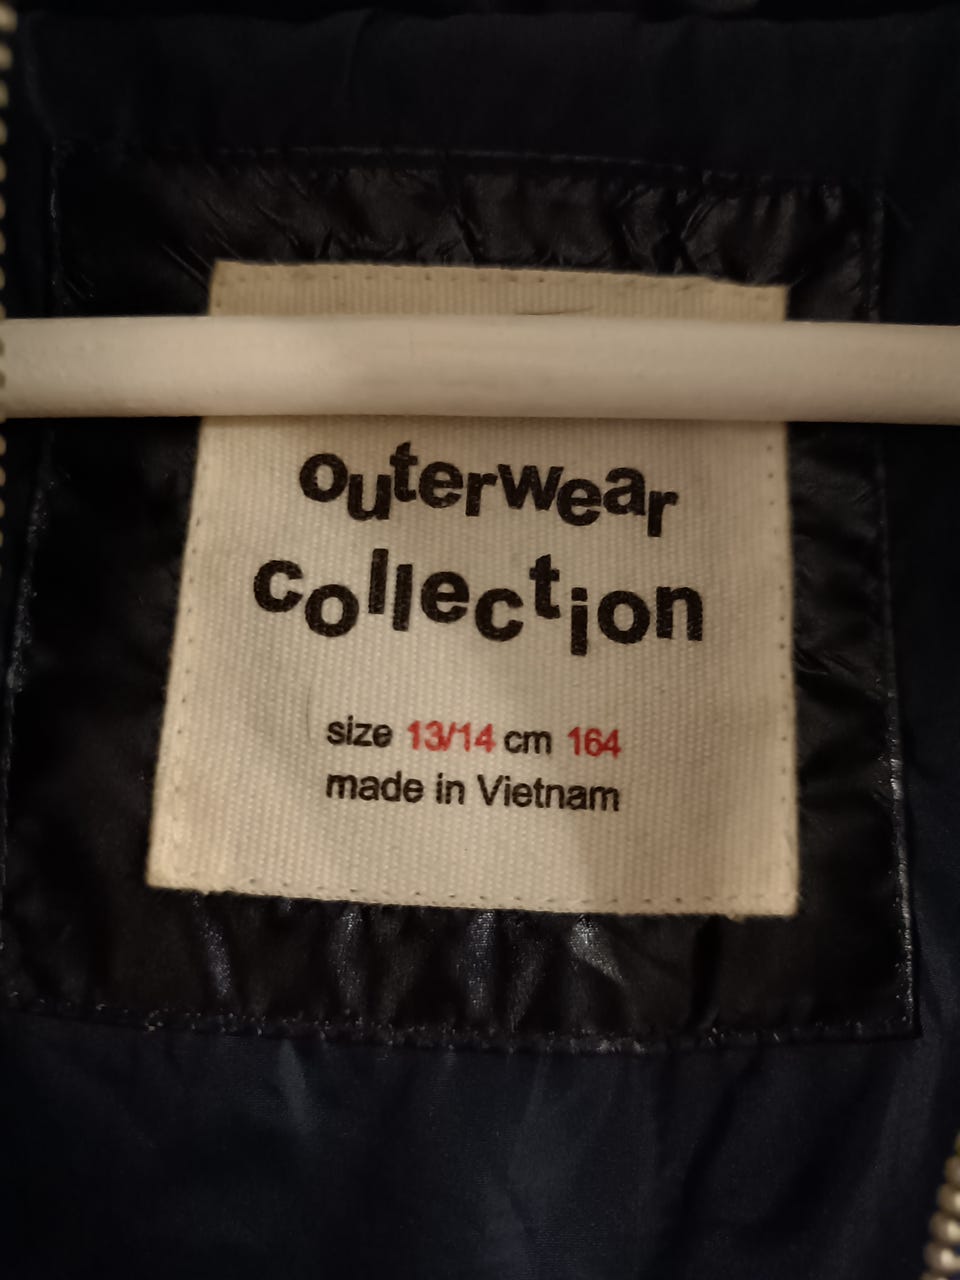 outerwear
collection
size 13/14 cm 164
made in Vietnam